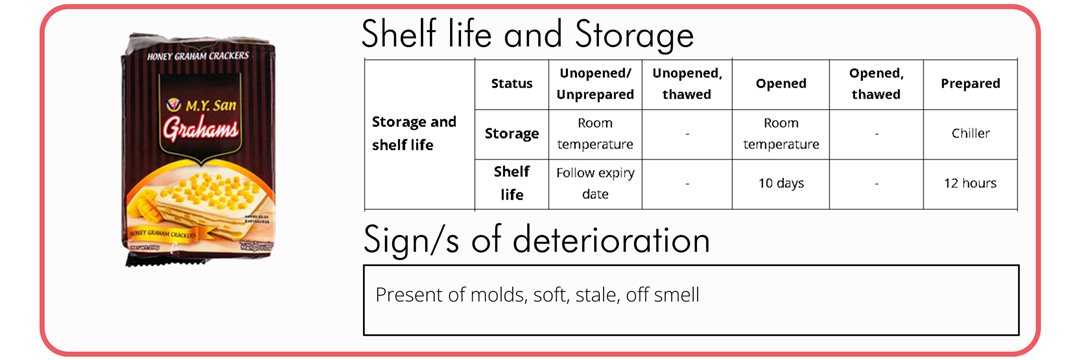 Shelf life and Storage
HONEY GRAHAM CRACKERS
M.Y. San
Grahams
HONEY GRAHAM CRACKERS
Storage and shelf life
Status
Unopened/
Unprepared
Unopened,
thawed
Opened
Opened,
thawed
Prepared
Storage
Room
temperature
-
Room
temperature
-
Chiller
Shelf
life
Follow expiry
date
-
10 days
-
12 hours
Sign/s of deterioration
Present of molds, soft, stale, off smell